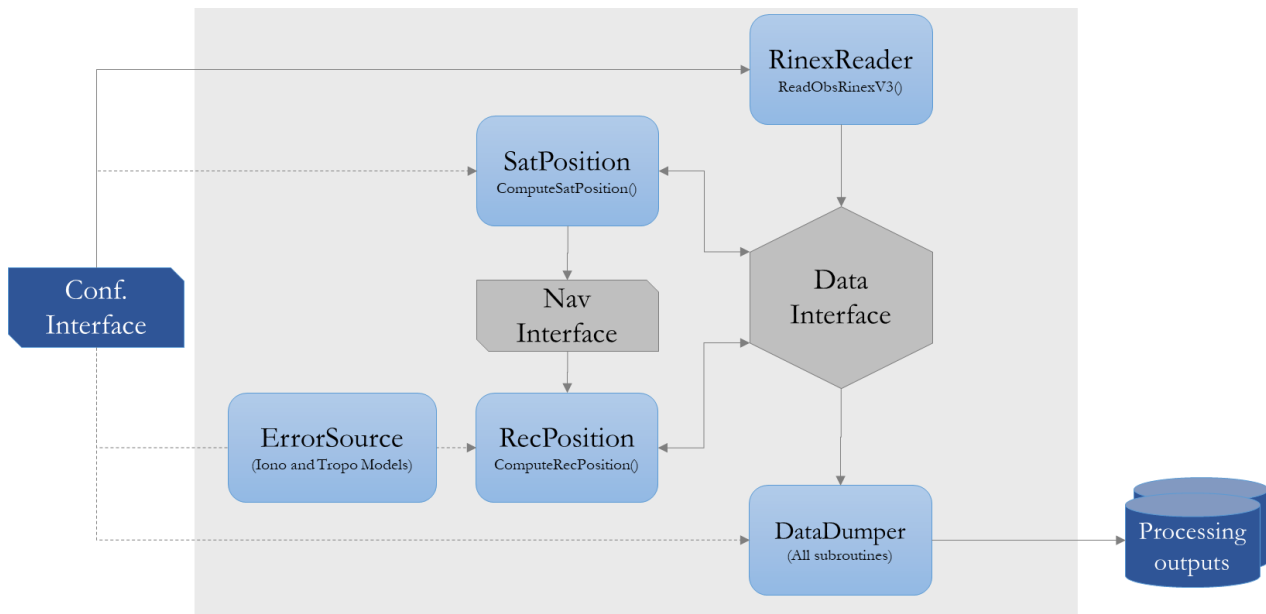 RinexReader
ReadObsRinexV3()
SatPosition
ComputeSatPosition()
Conf.
Interface
Nav
Interface
Data
Interface
ErrorSource
(Iono and Tropo Models)
RecPosition
ComputeRecPosition()
DataDumper
(All subroutines)
Processing
outputs